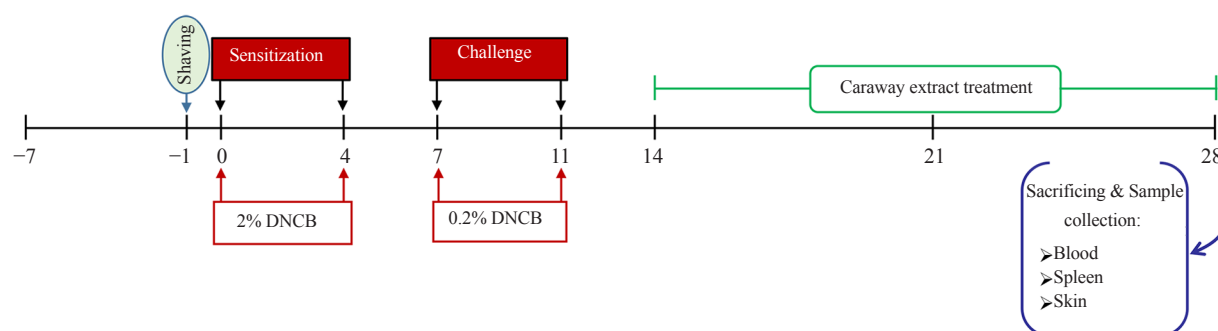 Shaving
Sensitization
Challenge
Caraway extract treatment
−7
−1
0
4
7
11
14
21
28
2% DNCB
0.2% DNCB
Sacrificing & Sample
collection:
➢Blood
➢Spleen
➢Skin